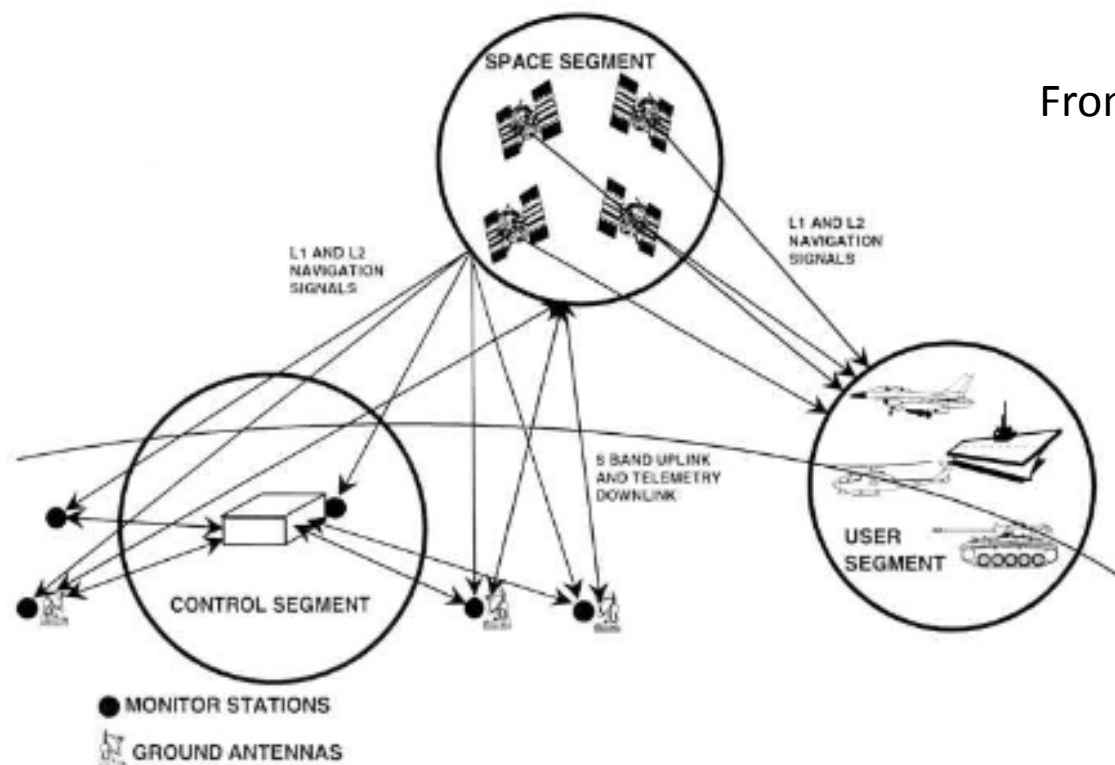 SPACE SEGMENT
L1 AND L2
NAVIGATION
SIGNALS
L1 AND L2
NAVIGATION
SIGNALS
S BAND UPLINK
AND TELEMETRY
DOWNLINK
USER
SEGMENT
CONTROL SEGMENT
MONITOR STATIONS
GROUND ANTENNAS